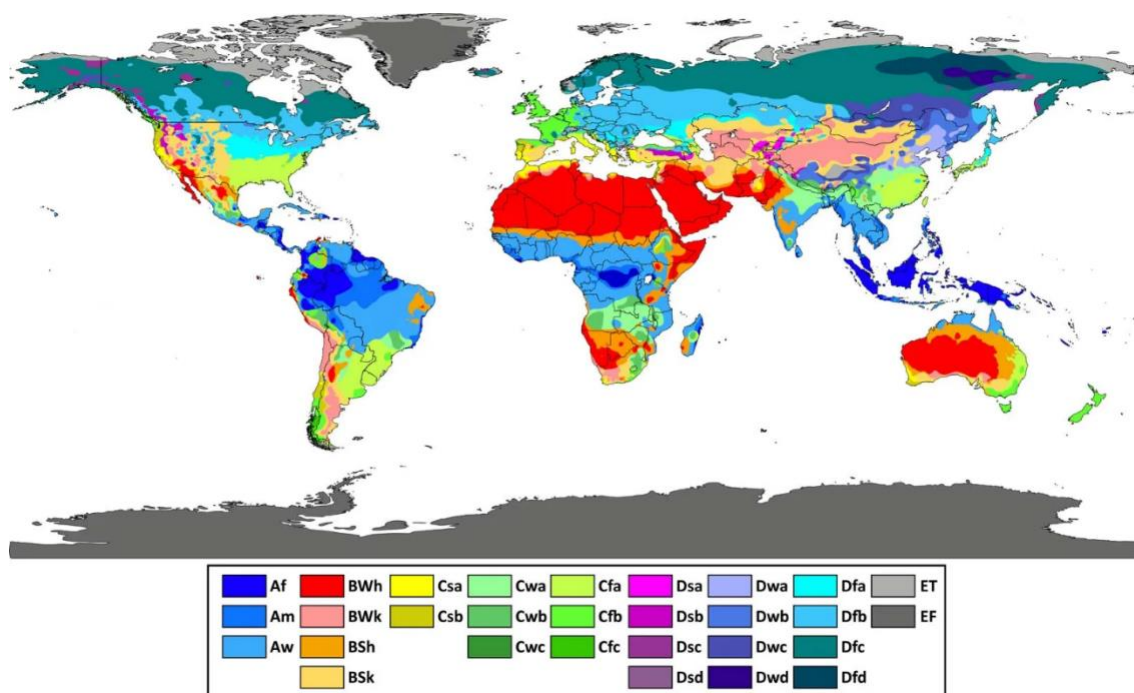 Af BWh Csa Cwa Cfa Dsa Dwa Dfa ET
Am BWk Csb Cwb Cfb Dsb Dwb Dfb EF
Aw BSh Cwc Cfc Dsc Dwc Dfc
BSk Dsd Dwd Dfd